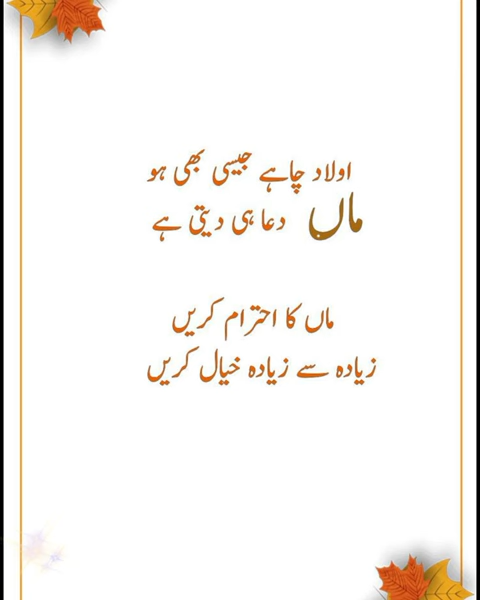 اولاد چاہے جیسی بھی ہو
ماں دعا ہی دیتی ہے
ماں کا احترام کریں
زیادہ سے زیادہ خیال کریں